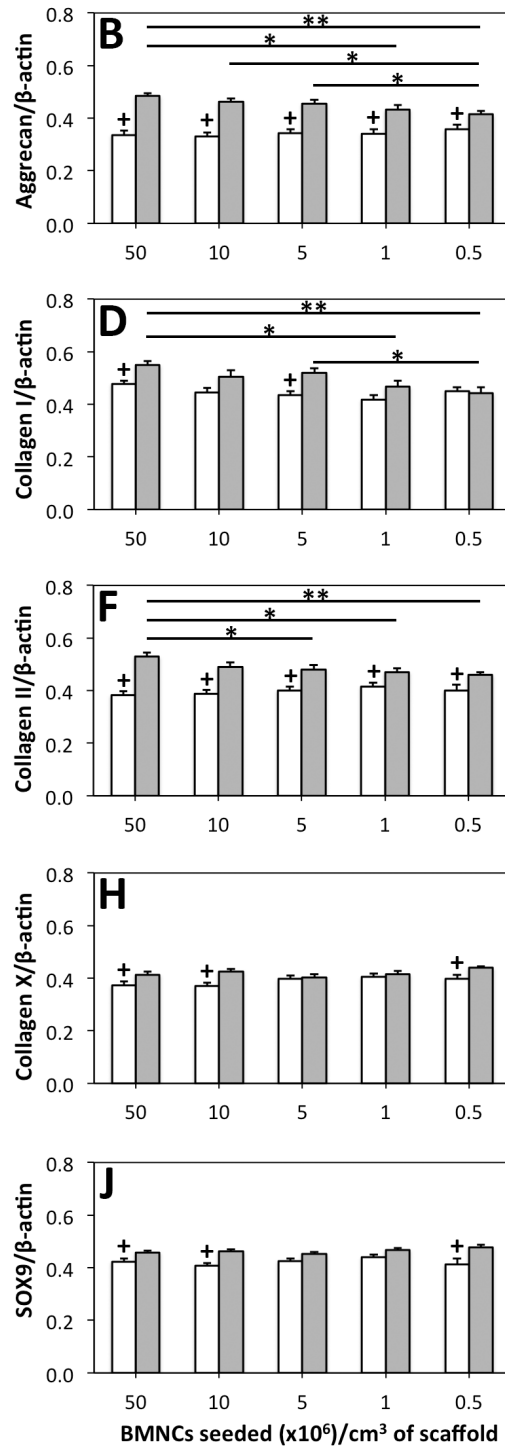 B
**
*
*
*
Aggrecan/β-actin
0.8
0.6
+ + + + +
0.4
0.2
0.0
50 10 5 1 0.5
D
**
*
*
Collagen I/β-actin
0.8
0.6
+ +
0.4
0.2
0.0
50 10 5 1 0.5
F
**
*
*
Collagen II/β-actin
0.8
0.6
+ + + + +
0.4
0.2
0.0
50 10 5 1 0.5
H
Collagen X/β-actin
0.8
0.6
+ + +
0.4
0.2
0.0
50 10 5 1 0.5
J
SOX9/β-actin
0.8
0.6
+ + +
0.4
0.2
0.0
50 10 5 1 0.5
BMNCs seeded (x10⁶)/cm³ of scaffold